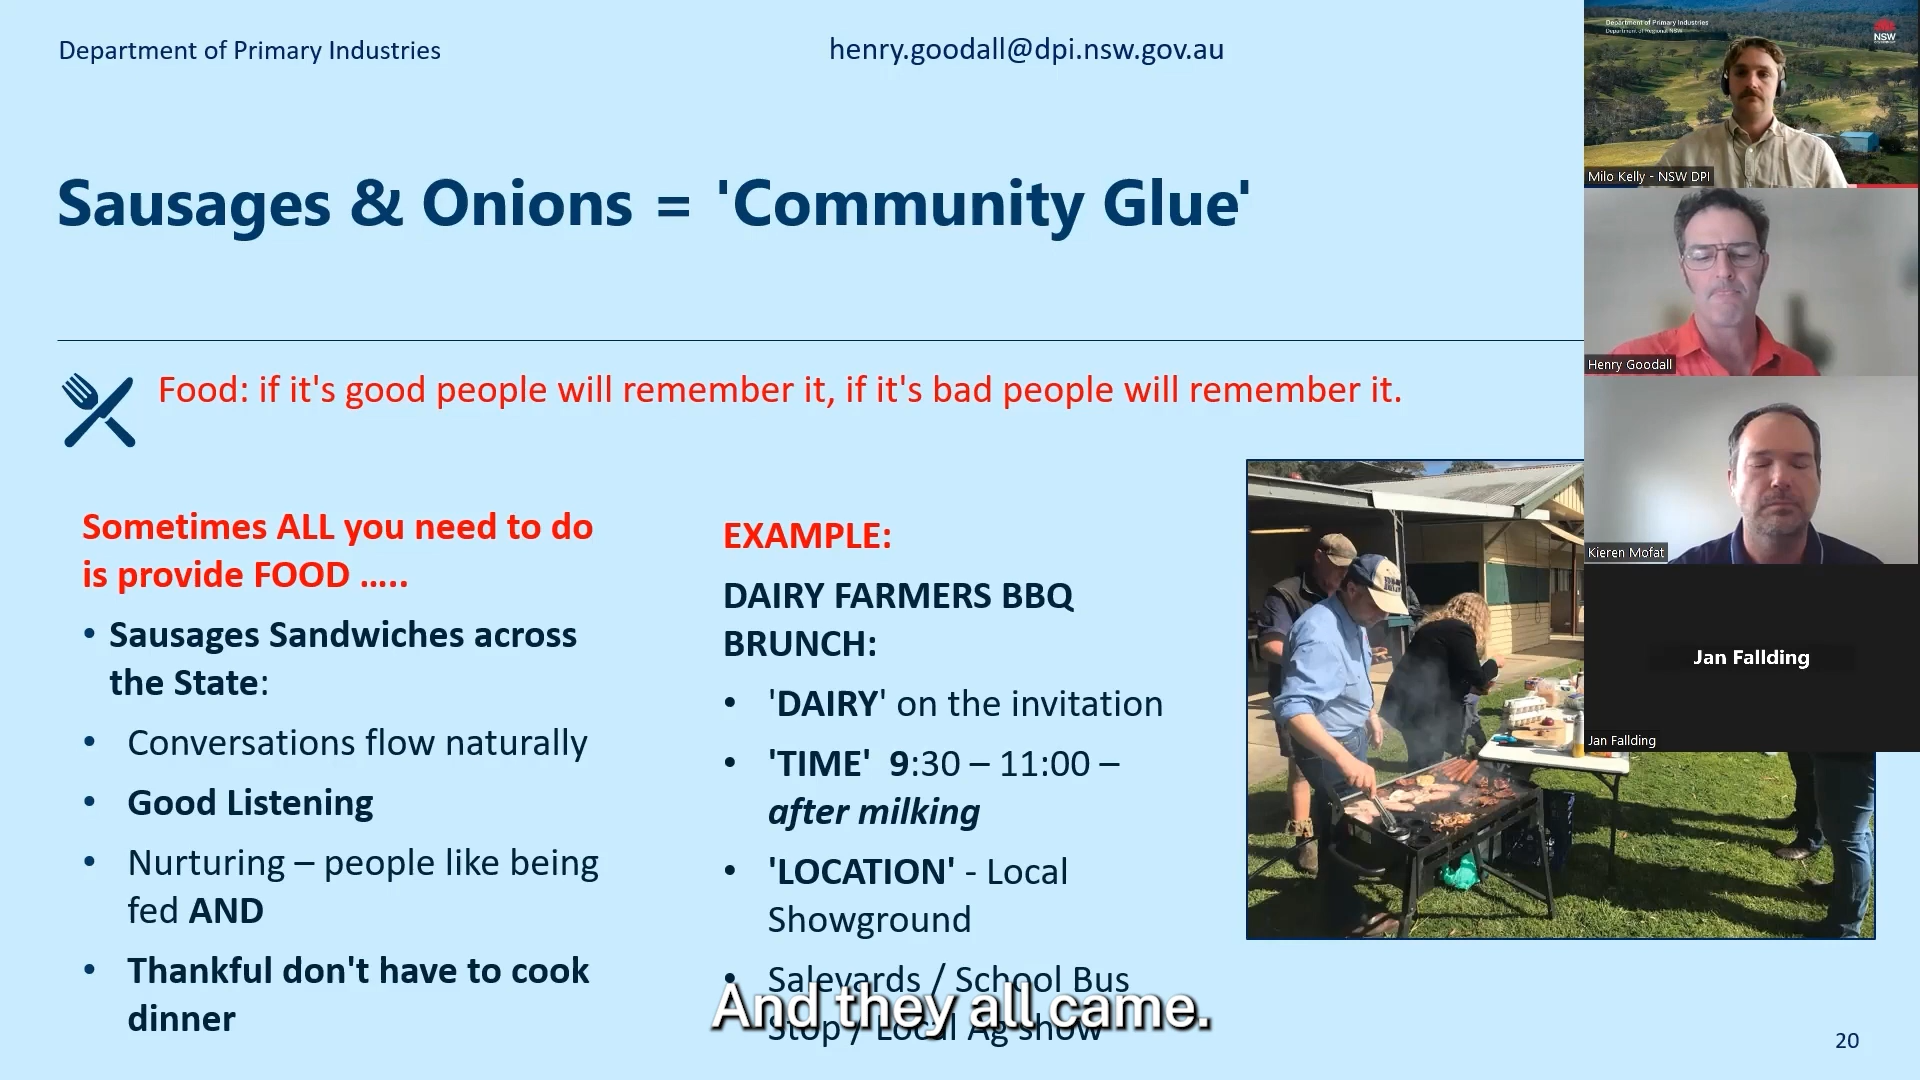 Department of Primary Industries
henry.goodall@dpi.nsw.gov.au
Sausages & Onions = 'Community Glue'
Food: if it's good people will remember it, if it's bad people will remember it.
Sometimes ALL you need to do
is provide FOOD …..
• Sausages Sandwiches across
the State:
• Conversations flow naturally
• Good Listening
• Nurturing – people like being
fed AND
• Thankful don't have to cook
dinner
EXAMPLE:
DAIRY FARMERS BBQ
BRUNCH:
• 'DAIRY' on the invitation
• 'TIME' 9:30 – 11:00 –
after milking
• 'LOCATION' - Local
Showground
• Saleyards / School Bus
Stop / Local Ag show
And they all came.
20
Department of Primary Industries
Department of Regional NSW
NSW
Milo Kelly - NSW DPI
Henry Goodall
Kieren Mofat
Jan Fallding
Jan Fallding